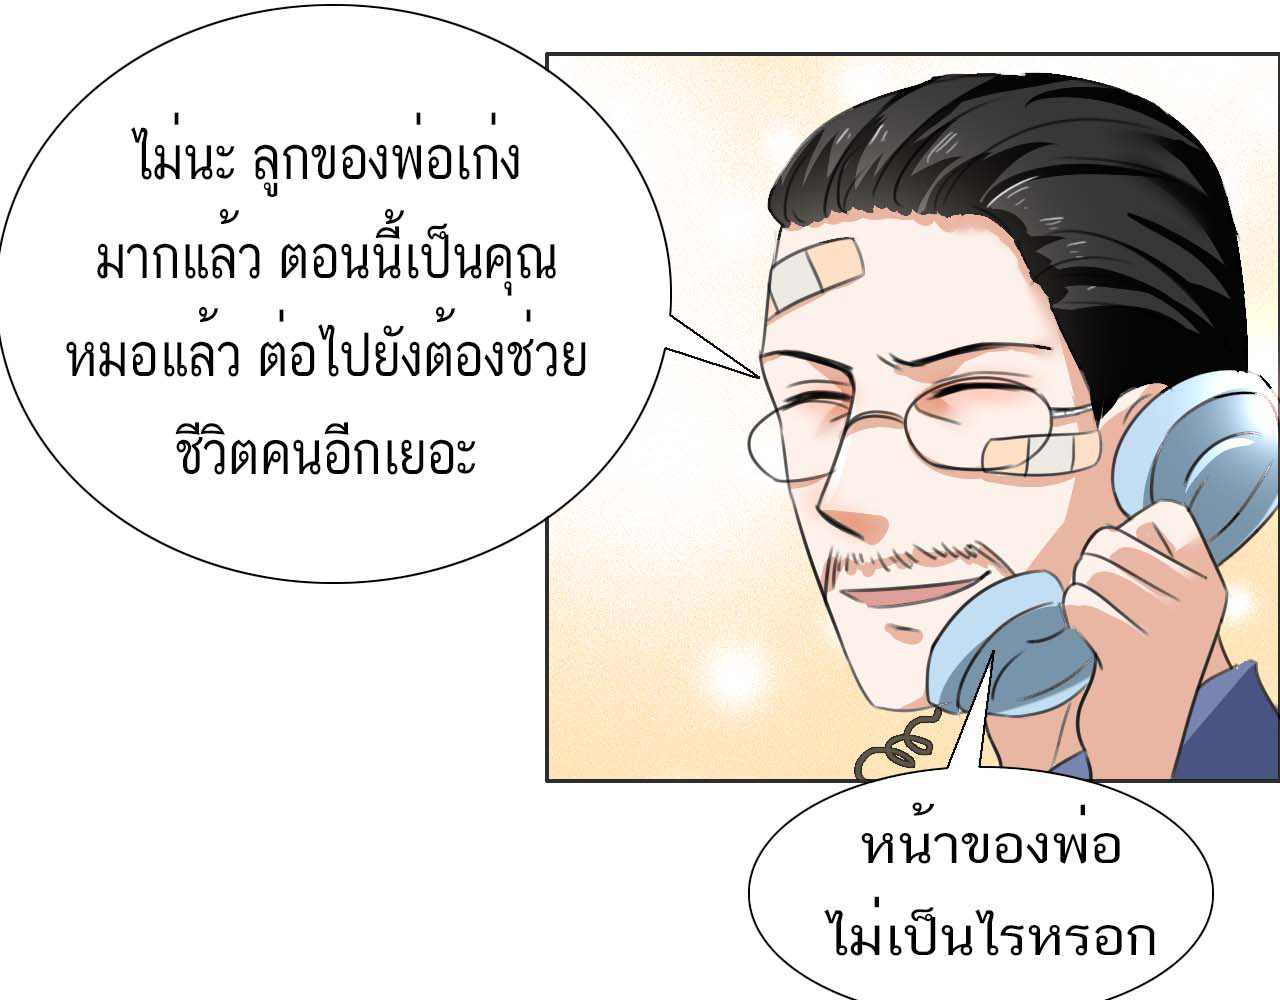 ไม่นะ ลูกของพ่อเก่ง
มากแล้ว ตอนนี้เป็นคุณ
หมอแล้ว ต่อไปยังต้องช่วย
ชีวิตคนอีกเยอะ
หน้าของพ่อ
ไม่เป็นไรหรอก